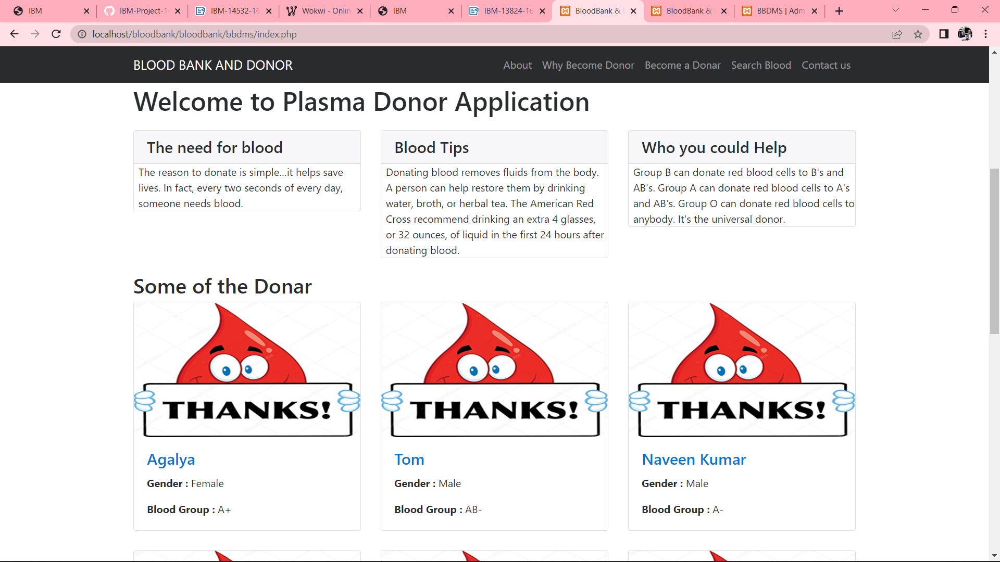 IBM
IBM-Project-1
IBM-14532-16
Wokwi - Onlin
IBM
IBM-13824-16
BloodBank &
BloodBank &
BBDMS | Adm
localhost/bloodbank/bloodbank/bbdms/index.php
BLOOD BANK AND DONOR
About Why Become Donor Become a Donar Search Blood Contact us
Welcome to Plasma Donor Application
The need for blood
The reason to donate is simple...it helps save
lives. In fact, every two seconds of every day,
someone needs blood.
Blood Tips
Donating blood removes fluids from the body.
A person can help restore them by drinking
water, broth, or herbal tea. The American Red
Cross recommend drinking an extra 4 glasses,
or 32 ounces, of liquid in the first 24 hours after
donating blood.
Who you could Help
Group B can donate red blood cells to B's and
AB's. Group A can donate red blood cells to A's
and AB's. Group O can donate red blood cells to
anybody. It's the universal donor.
Some of the Donar
THANKS!
Agalya
Gender : Female
Blood Group : A+
THANKS!
Tom
Gender : Male
Blood Group : AB-
THANKS!
Naveen Kumar
Gender : Male
Blood Group : A-